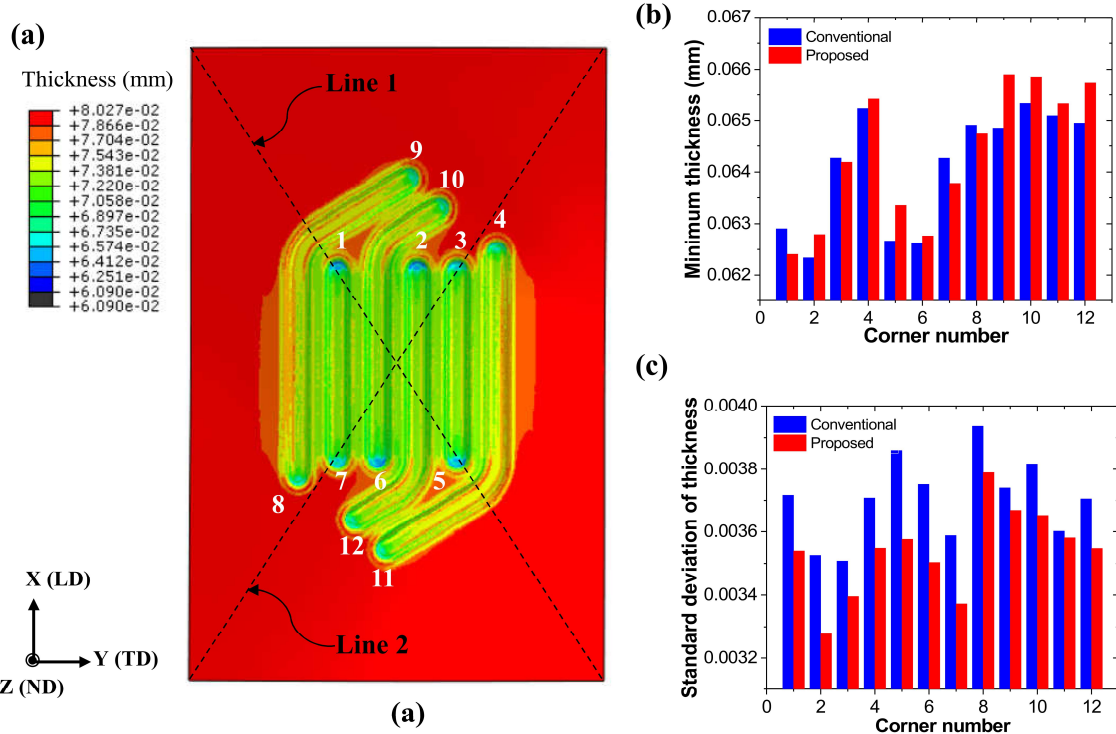 (a)
Thickness (mm)
+8.027e-02
+7.866e-02
+7.704e-02
+7.543e-02
+7.381e-02
+7.220e-02
+7.058e-02
+6.897e-02
+6.735e-02
+6.574e-02
+6.412e-02
+6.251e-02
+6.090e-02
+6.090e-02
Line 1
9
10
4
1
2
3
8
7
6
5
12
11
Line 2
X (LD)
Y (TD)
Z (ND)
(a)
(b)
0.067
0.066
0.065
0.064
0.063
0.062
Minimum thickness (mm)
Conventional
Proposed
0 2 4 6 8 10 12
Corner number
(c)
0.0040
0.0038
0.0036
0.0034
0.0032
Standard deviation of thickness
Conventional
Proposed
0 2 4 6 8 10 12
Corner number